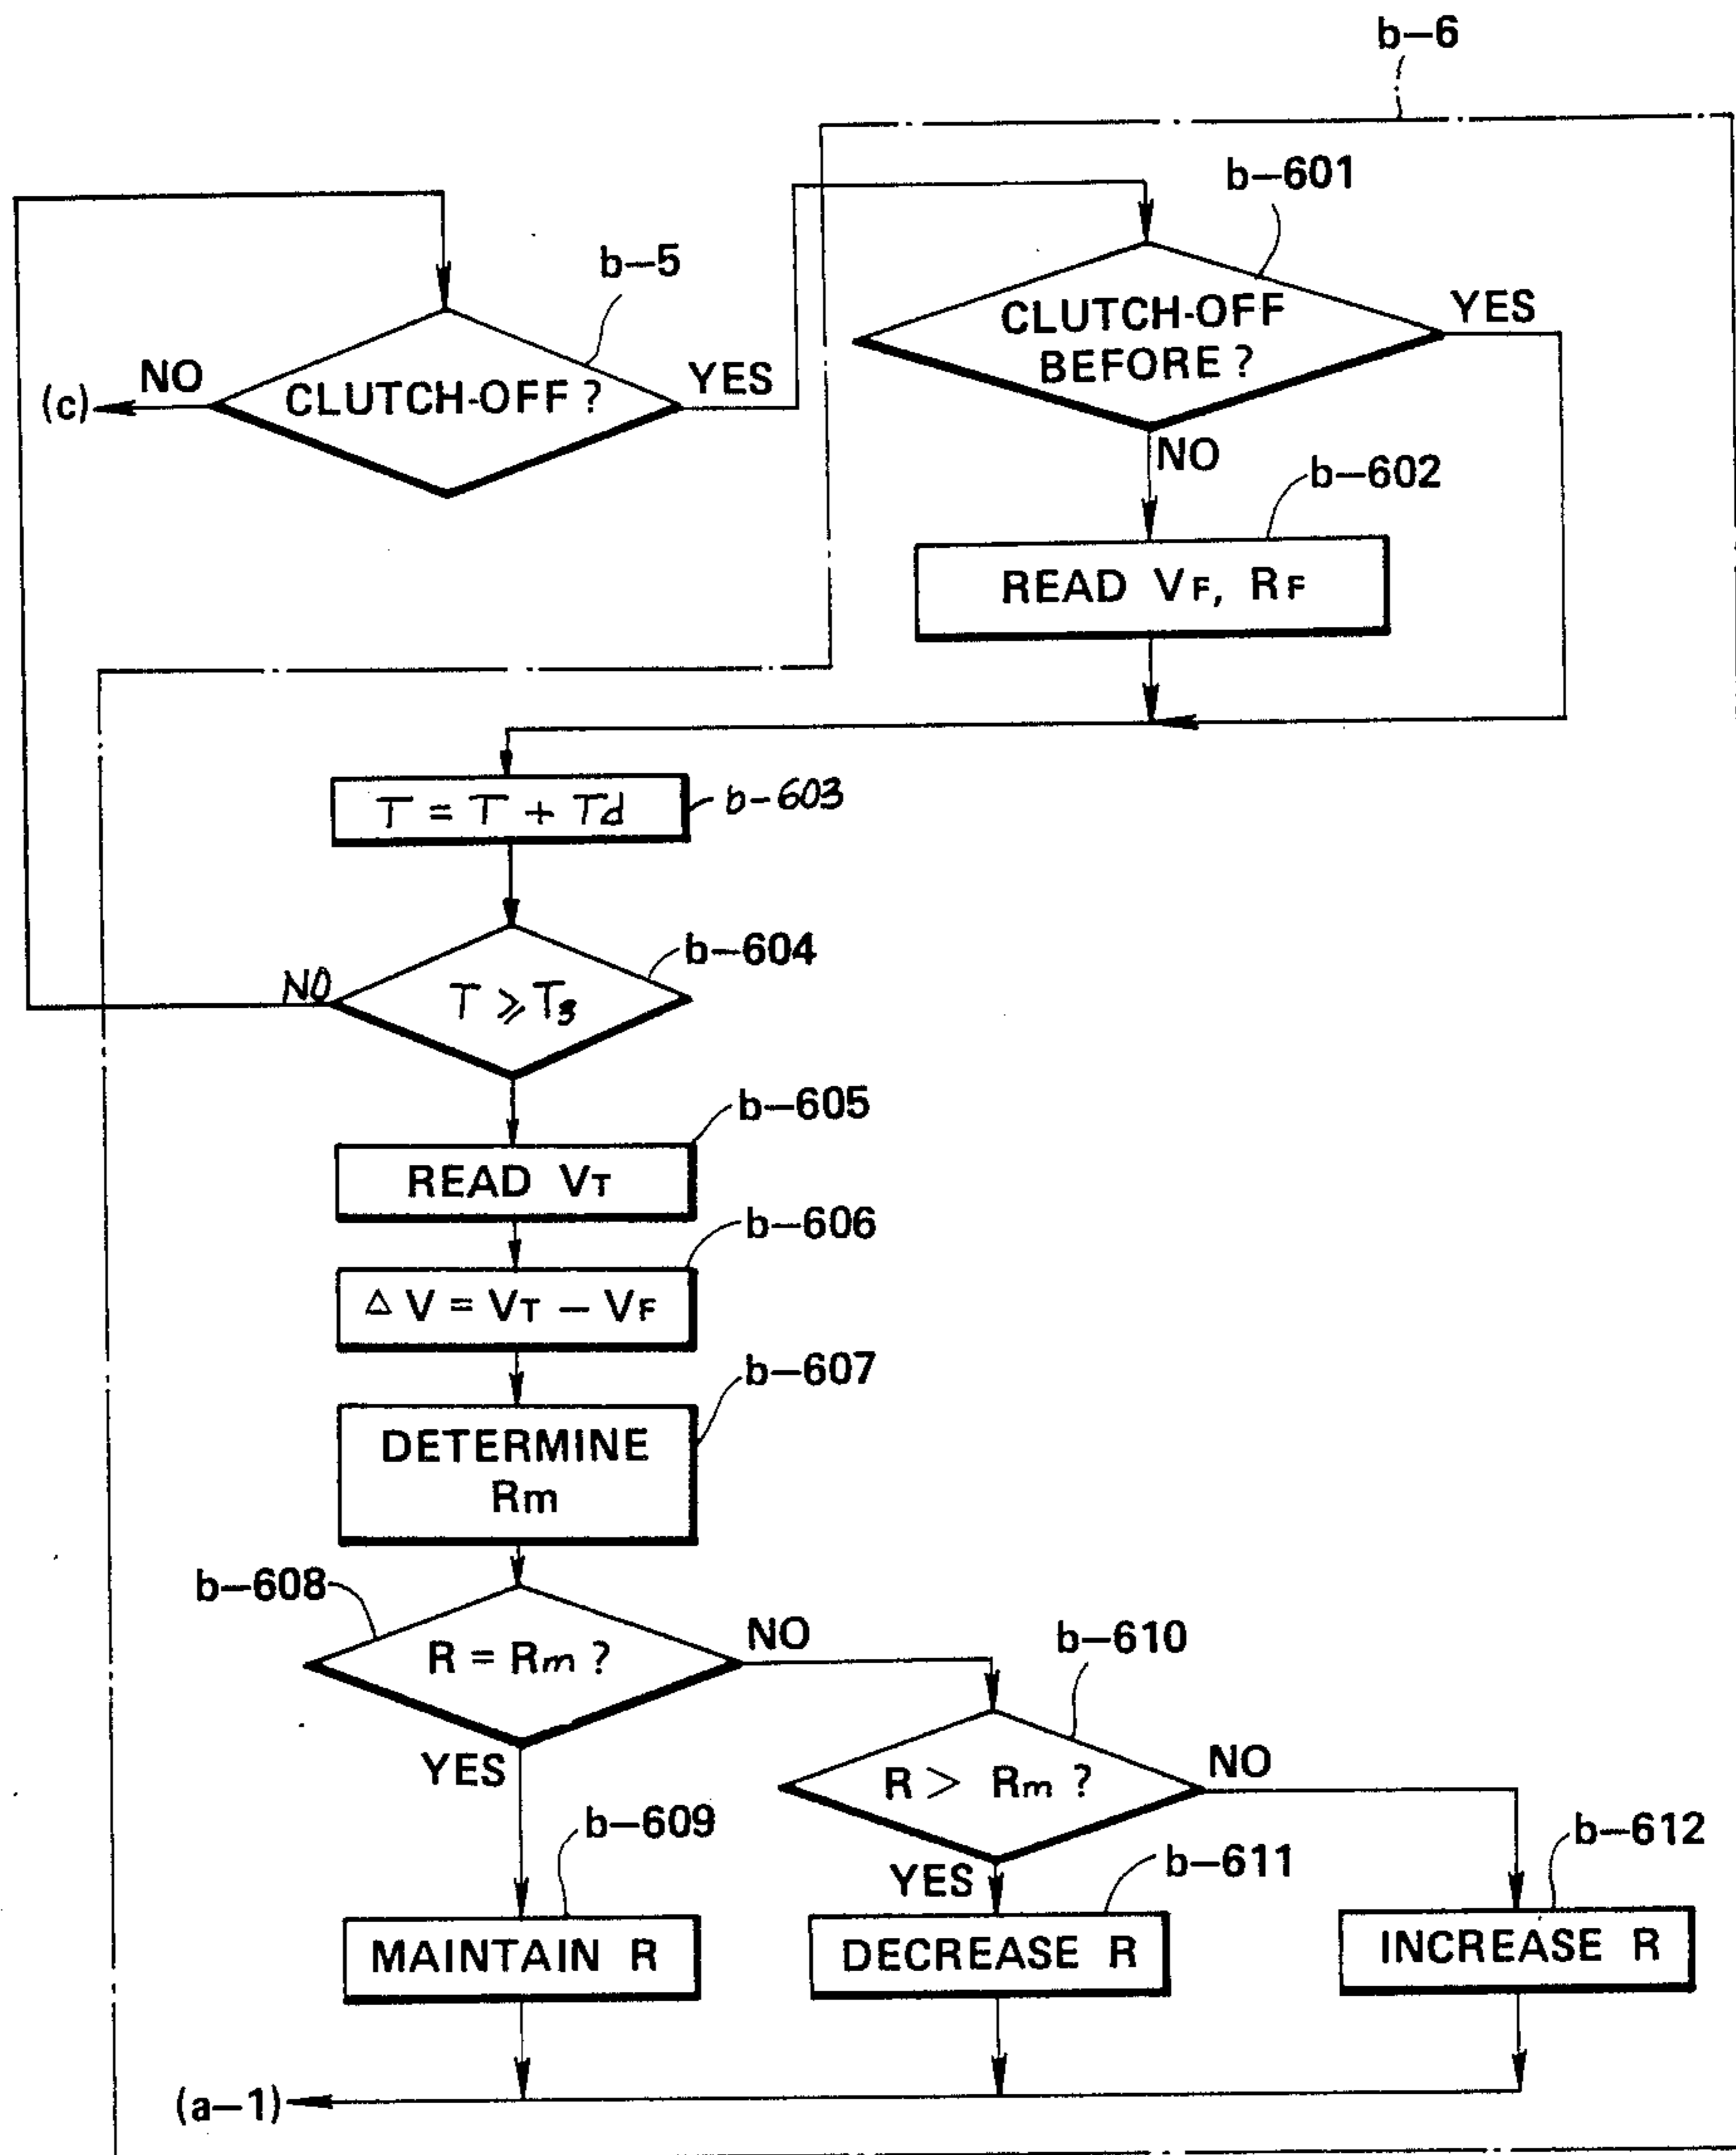 b-6
b-601
b-5
CLUTCH-OFF
BEFORE ?
YES
(c)
NO
CLUTCH-OFF ?
YES
NO
b-602
READ VF, RF
T = T + Td
b-603
b-604
NO
T ≥ T3
b-605
READ VT
b-606
Δ V = VT - VF
b-607
DETERMINE
Rm
b-608
R = Rm ?
NO
b-610
YES
R > Rm ?
NO
b-609
YES
b-611
b-612
MAINTAIN R
DECREASE R
INCREASE R
(a-1)